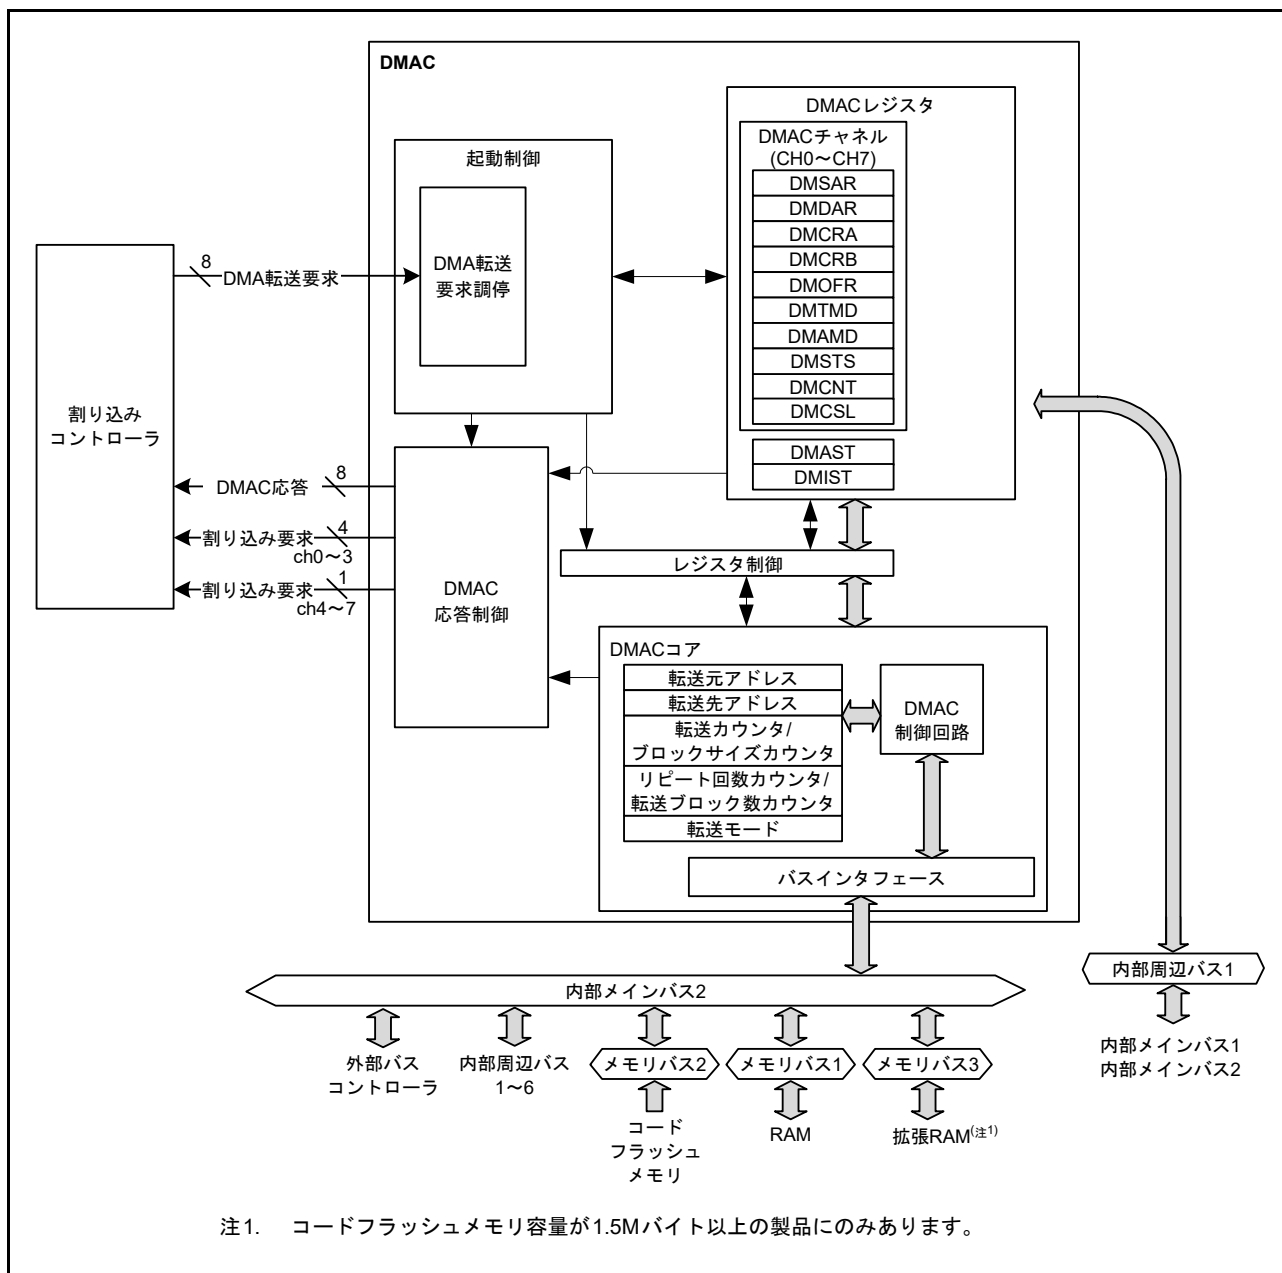 DMAC
DMACレジスタ
DMACチャネル
(CH0～CH7)
DMSAR
DMDAR
DMCRA
DMCRB
DMOFR
DMTMD
DMAMD
DMSTS
DMCNT
DMCSL
DMAST
DMIST
起動制御
DMA転送
要求調停
割り込み
コントローラ
8
DMA転送要求
DMAC応答
8
割り込み要求
4
ch0～3
割り込み要求
1
ch4～7
DMAC
応答制御
レジスタ制御
DMACコア
転送元アドレス
転送先アドレス
転送カウンタ/
ブロックサイズカウンタ
リピート回数カウンタ/
転送ブロック数カウンタ
転送モード
DMAC
制御回路
バスインタフェース
内部メインバス2
内部周辺バス1
内部メインバス1
内部メインバス2
外部バス
コントローラ
内部周辺バス
1～6
メモリバス2
メモリバス1
メモリバス3
コード
フラッシュ
メモリ
RAM
拡張RAM(注1)
注1. コードフラッシュメモリ容量が1.5Mバイト以上の製品にのみあります。